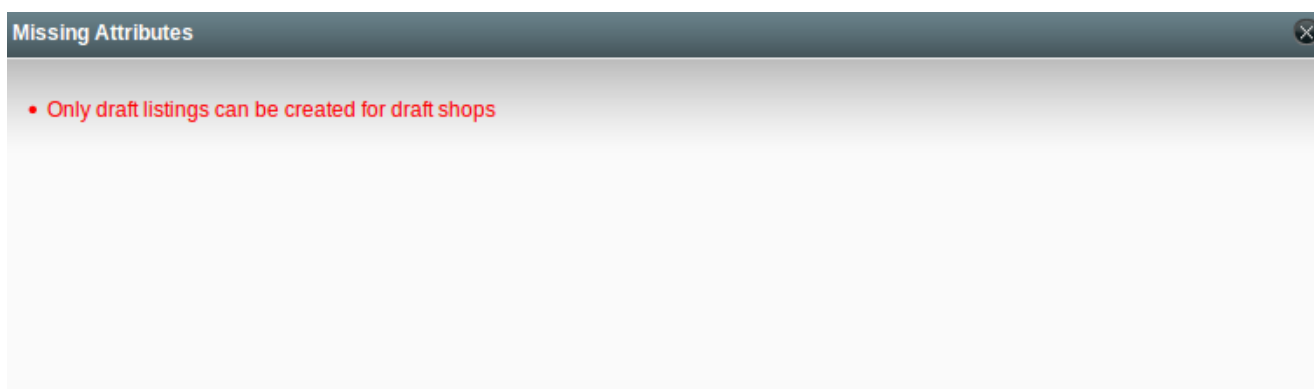 Missing Attributes
Only draft listings can be created for draft shops